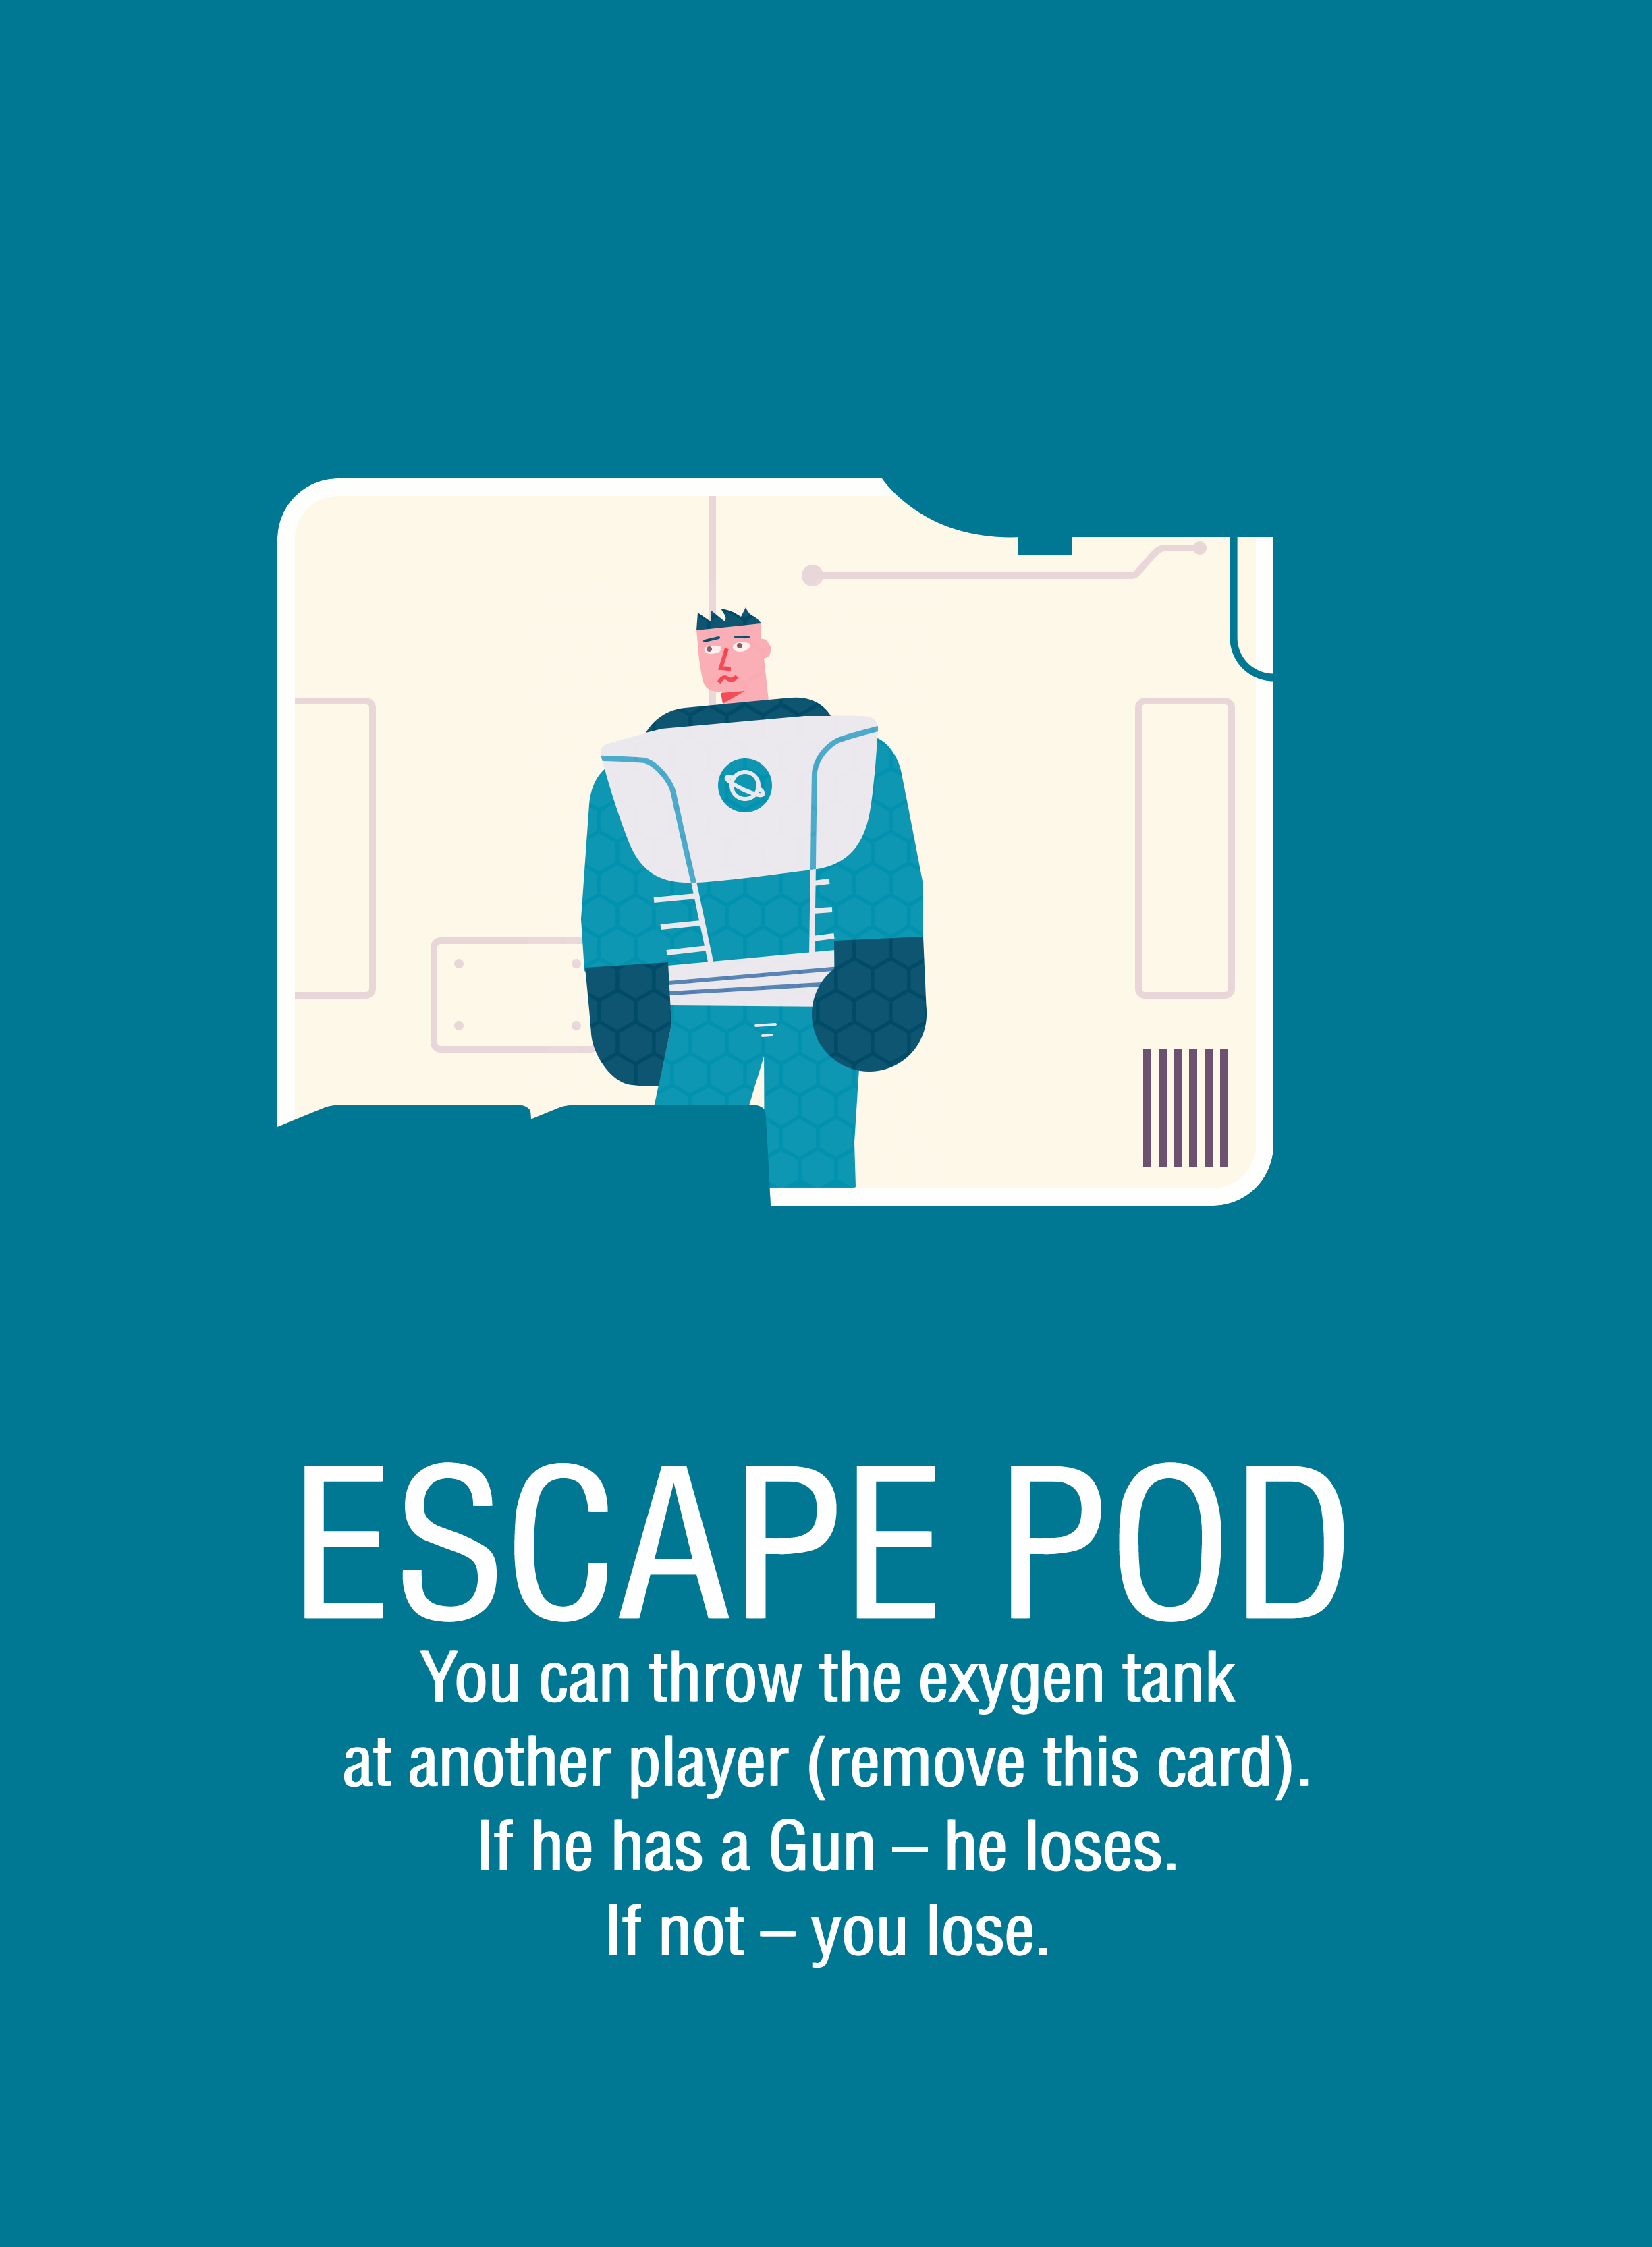 ESCAPE POD
You can throw the exygen tank
at another player (remove this card).
If he has a Gun – he loses.
If not – you lose.